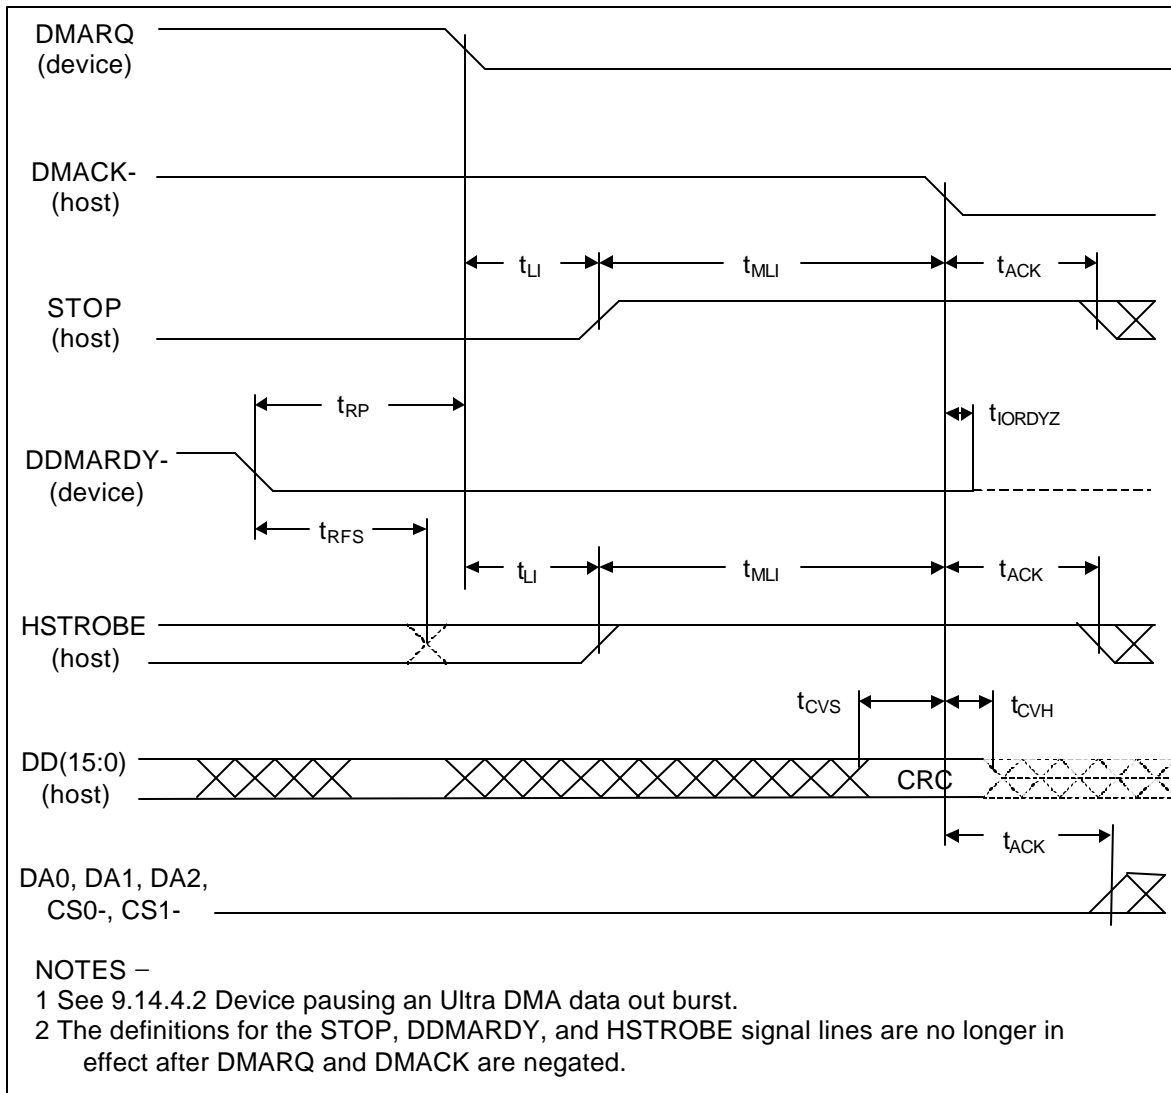 DMARQ
(device)
DMACK-
(host)
tLI
tMLI
tACK
STOP
(host)
tRP
tIORDYZ
DDMARDY-
(device)
tRFS
tLI
tMLI
tACK
HSTROBE
(host)
tCVS
tCVH
DD(15:0)
(host)
CRC
tACK
DA0, DA1, DA2,
CS0-, CS1-
NOTES –
1 See 9.14.4.2 Device pausing an Ultra DMA data out burst.
2 The definitions for the STOP, DDMARDY, and HSTROBE signal lines are no longer in
effect after DMARQ and DMACK are negated.